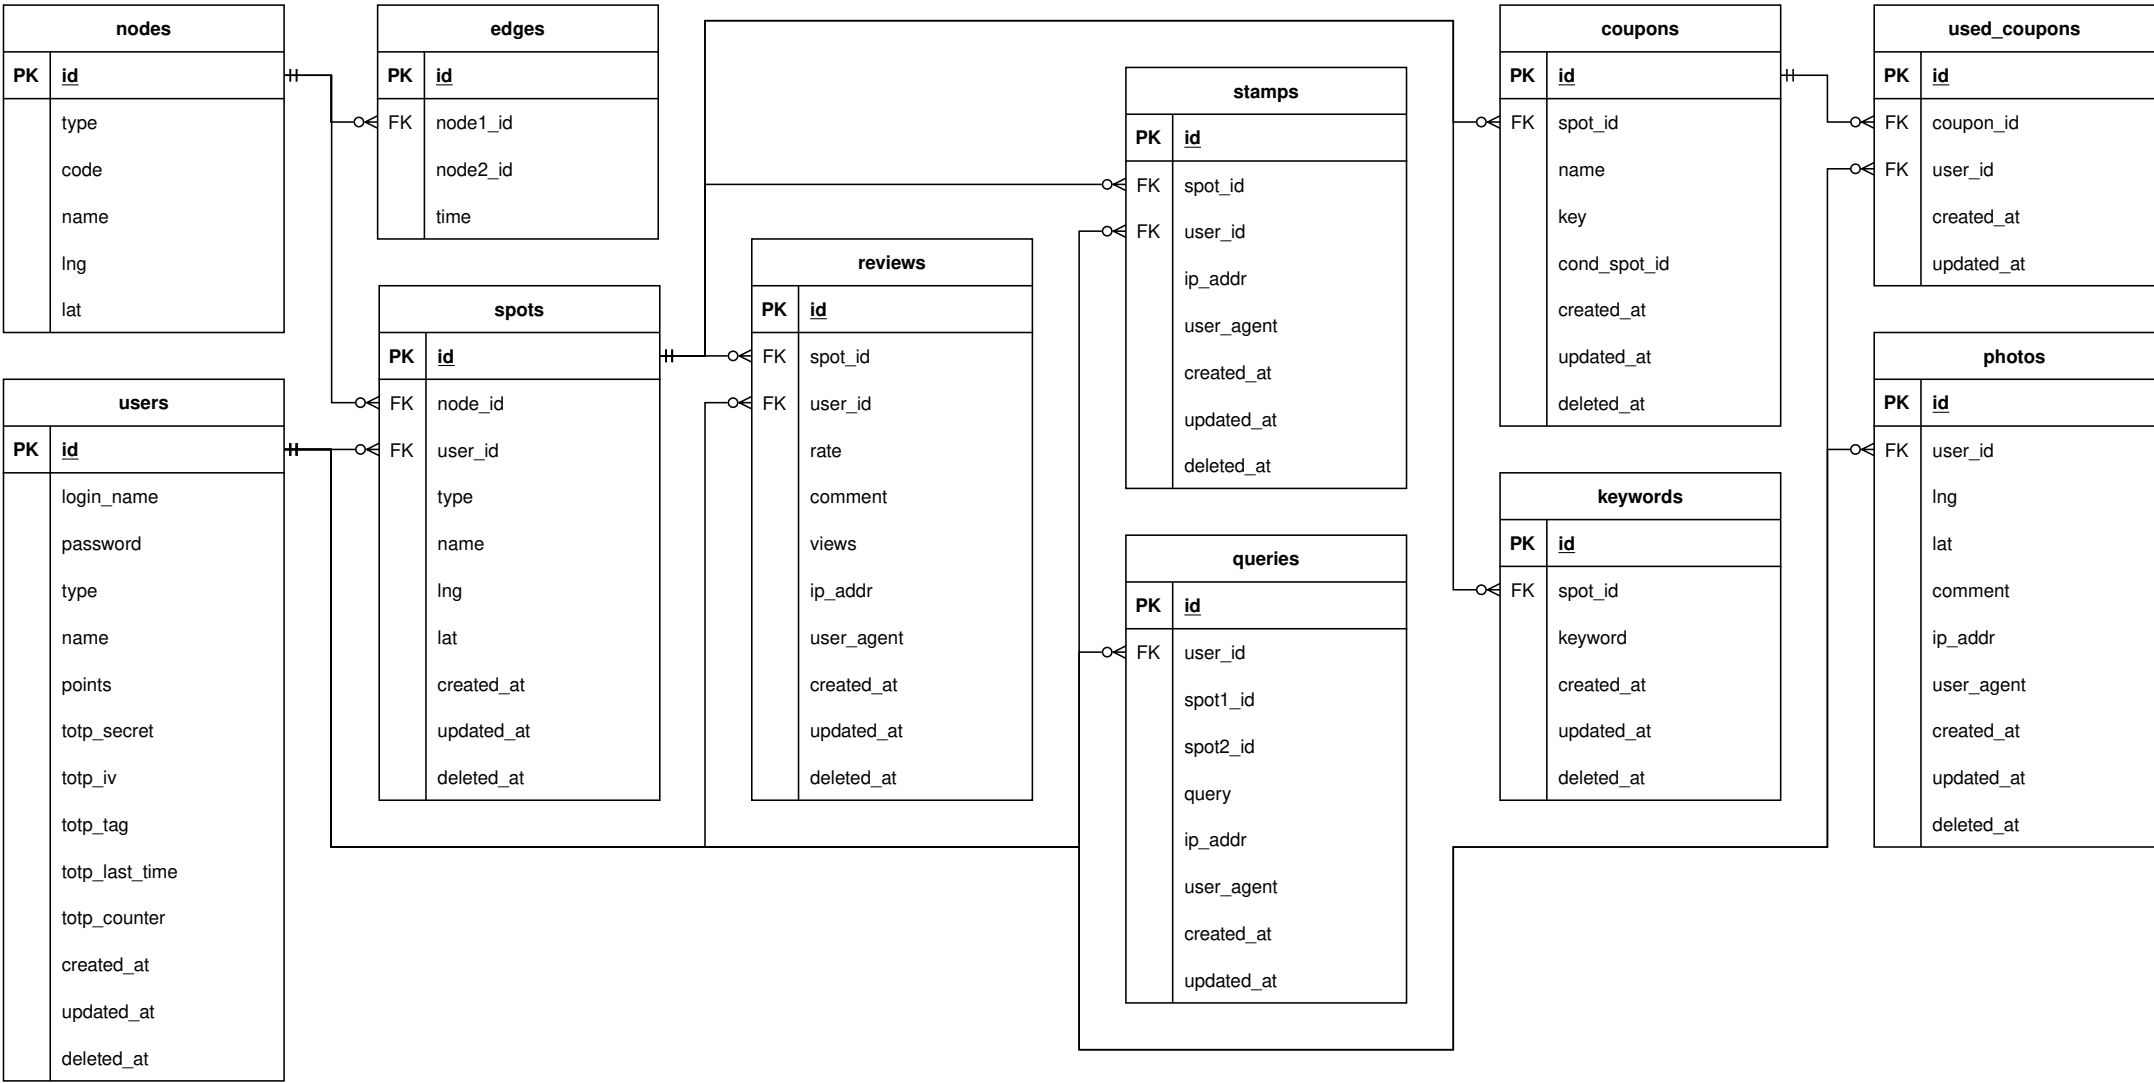 nodes
PK id
type
code
name
lng
lat
edges
PK id
FK node1_id
node2_id
time
users
PK id
login_name
password
type
name
points
totp_secret
totp_iv
totp_tag
totp_last_time
totp_counter
created_at
updated_at
deleted_at
spots
PK id
FK node_id
FK user_id
type
name
lng
lat
created_at
updated_at
deleted_at
reviews
PK id
FK spot_id
FK user_id
rate
comment
views
ip_addr
user_agent
created_at
updated_at
deleted_at
stamps
PK id
FK spot_id
FK user_id
ip_addr
user_agent
created_at
updated_at
deleted_at
queries
PK id
FK user_id
spot1_id
spot2_id
query
ip_addr
user_agent
created_at
updated_at
coupons
PK id
FK spot_id
name
key
cond_spot_id
created_at
updated_at
deleted_at
keywords
PK id
FK spot_id
keyword
created_at
updated_at
deleted_at
used_coupons
PK id
FK coupon_id
FK user_id
created_at
updated_at
photos
PK id
FK user_id
lng
lat
comment
ip_addr
user_agent
created_at
updated_at
deleted_at